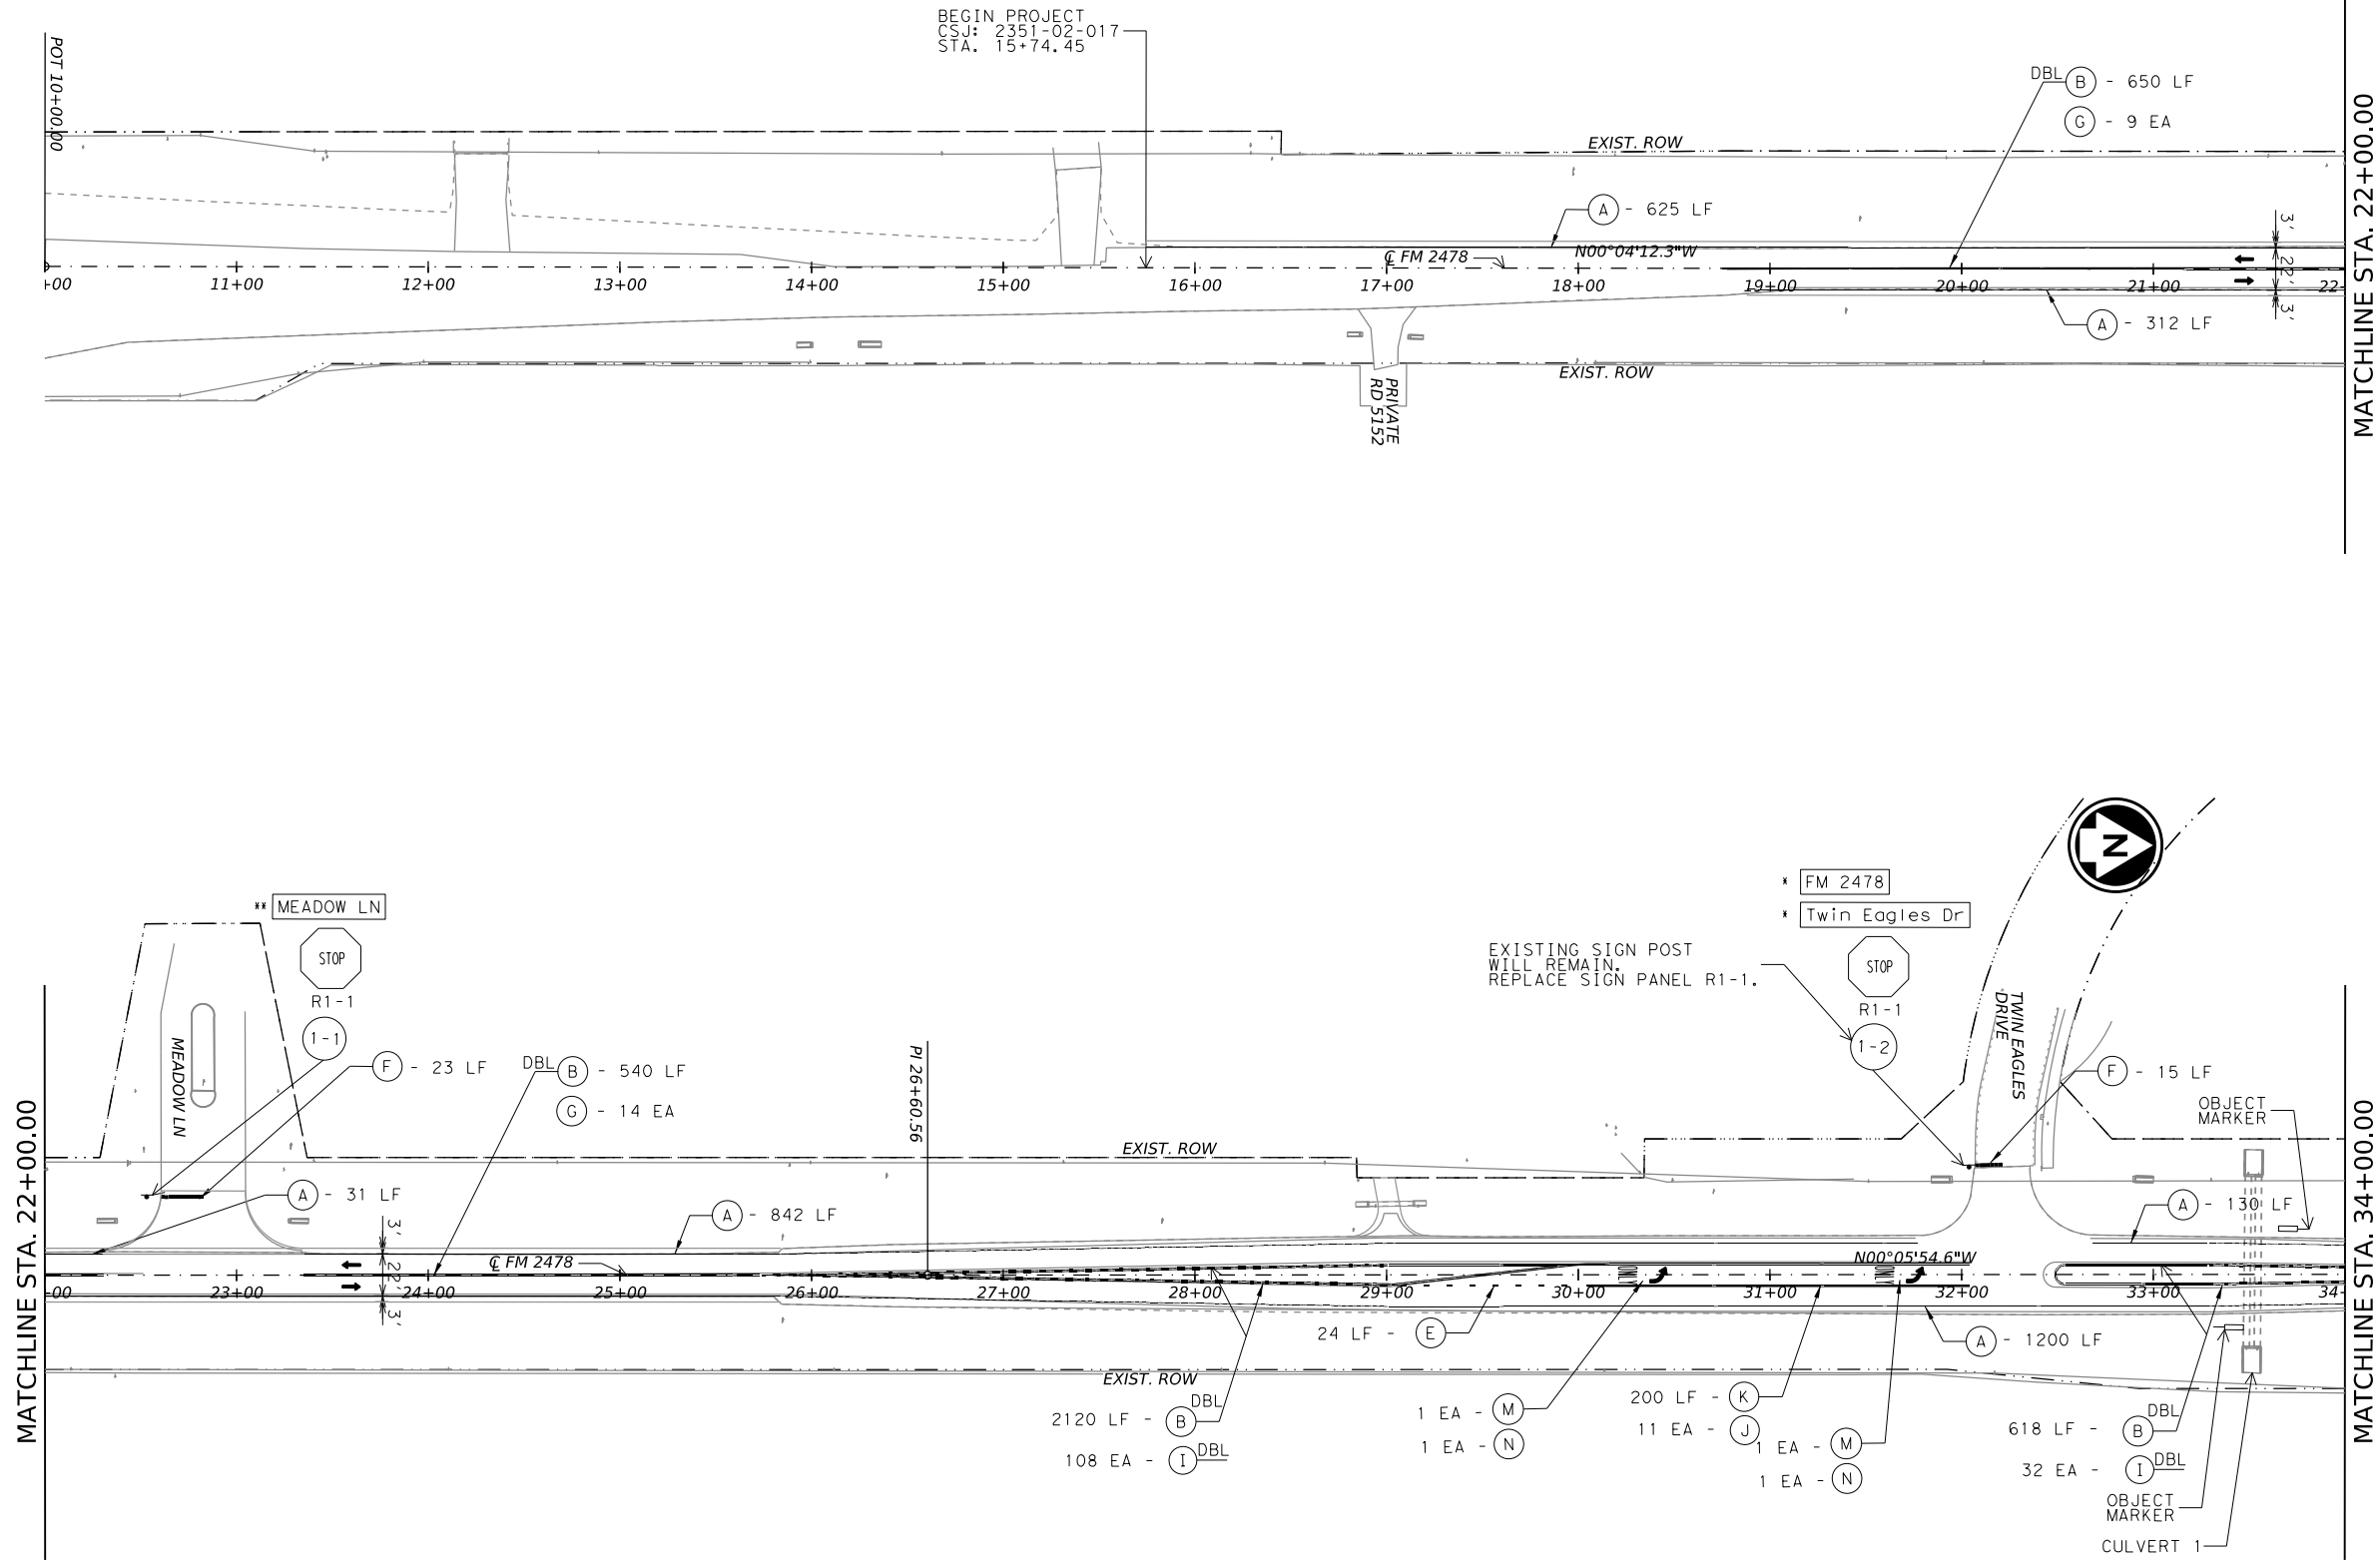 BEGIN PROJECT
CSJ: 2351-02-017
STA. 15+74.45
POT 10+00.00
DBL B - 650 LF
G - 9 EA
EXIST. ROW
A - 625 LF
℄ FM 2478
N00°04'12.3"W
3'
22'
3'
+00
11+00
12+00
13+00
14+00
15+00
16+00
17+00
18+00
19+00
20+00
21+00
22
A - 312 LF
EXIST. ROW
PRIVATE
RD 5152
MATCHLINE STA. 22+00.00
N
** MEADOW LN
STOP
R1-1
1-1
MEADOW LN
F - 23 LF
DBL B - 540 LF
G - 14 EA
A - 31 LF
A - 842 LF
PI 26+60.56
EXIST. ROW
* FM 2478
* Twin Eagles Dr
EXISTING SIGN POST
WILL REMAIN.
REPLACE SIGN PANEL R1-1.
STOP
R1-1
1-2
TWIN EAGLES
DRIVE
F - 15 LF
OBJECT
MARKER
A - 130 LF
N00°05'54.6"W
℄ FM 2478
3'
22'
3'
00
23+00
24+00
25+00
26+00
27+00
28+00
29+00
30+00
31+00
32+00
33+00
34+
24 LF - E
A - 1200 LF
EXIST. ROW
2120 LF - B DBL
108 EA - I DBL
1 EA - M
1 EA - N
200 LF - K
11 EA - J
1 EA - M
1 EA - N
618 LF - B DBL
32 EA - I DBL
OBJECT
MARKER
CULVERT 1
MATCHLINE STA. 22+00.00
MATCHLINE STA. 34+00.00